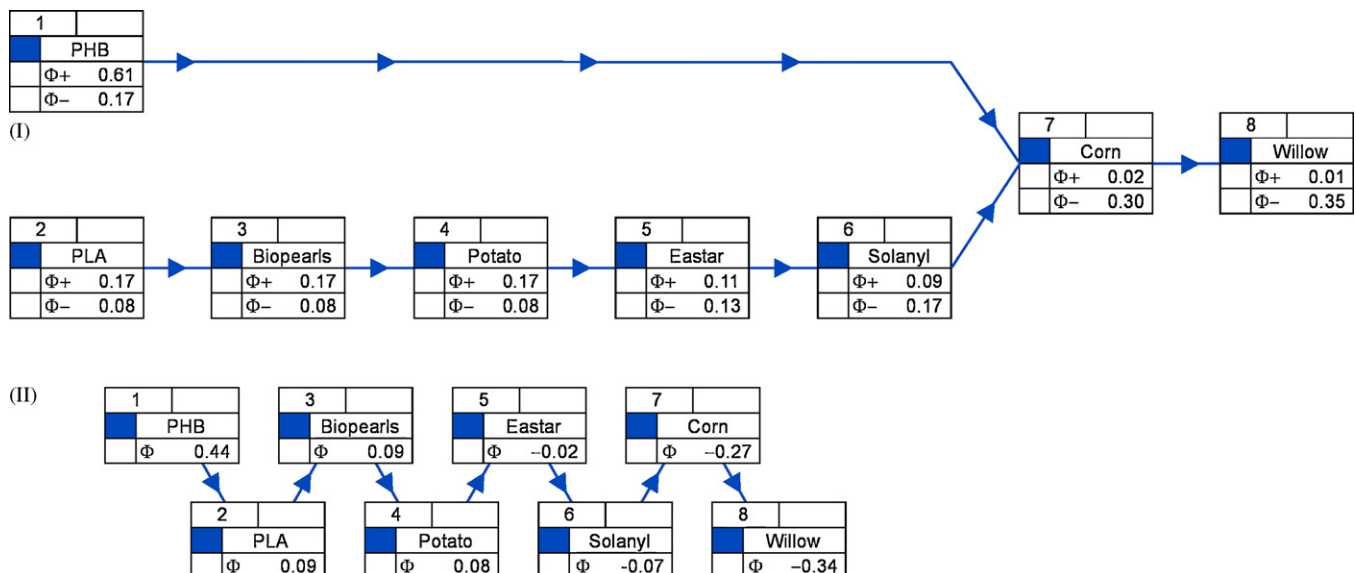 1
PHB
Φ+ 0.61
Φ− 0.17
(I)
7
Corn
Φ+ 0.02
Φ− 0.30
8
Willow
Φ+ 0.01
Φ− 0.35
2
PLA
Φ+ 0.17
Φ− 0.08
3
Biopearls
Φ+ 0.17
Φ− 0.08
4
Potato
Φ+ 0.17
Φ− 0.08
5
Eastar
Φ+ 0.11
Φ− 0.13
6
Solanyl
Φ+ 0.09
Φ− 0.17
(II)
1
PHB
Φ 0.44
3
Biopearls
Φ 0.09
5
Eastar
Φ −0.02
7
Corn
Φ −0.27
2
PLA
Φ 0.09
4
Potato
Φ 0.08
6
Solanyl
Φ -0.07
8
Willow
Φ −0.34